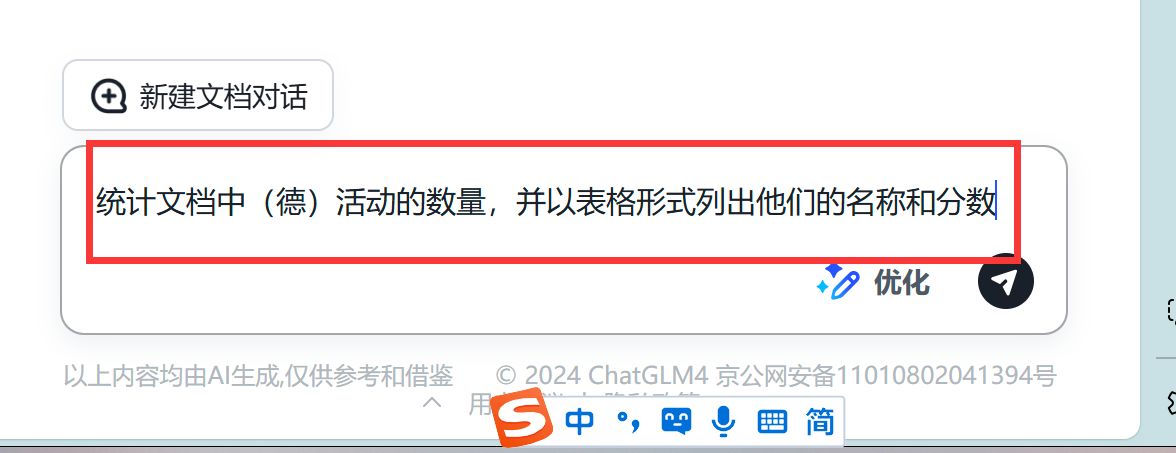 新建文档对话
统计文档中（德）活动的数量，并以表格形式列出他们的名称和分数
优化
以上内容均由AI生成,仅供参考和借鉴
© 2024 ChatGLM4 京公网安备11010802041394号
用
S 中 简